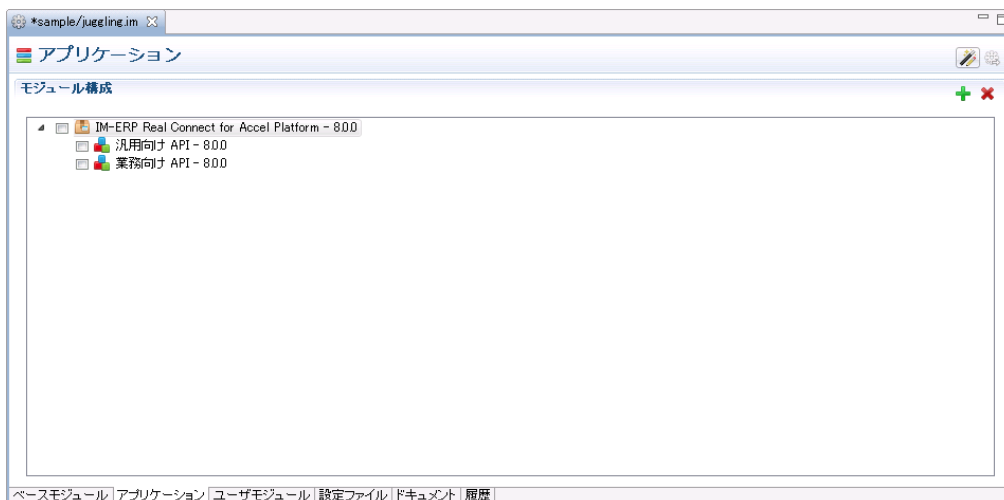 *sample/juggling.im
アプリケーション
モジュール構成
IM-ERP Real Connect for Accel Platform - 8.0.0
汎用向け API - 8.0.0
業務向け API - 8.0.0
ベースモジュール アプリケーション ユーザモジュール 設定ファイル ドキュメント 履歴